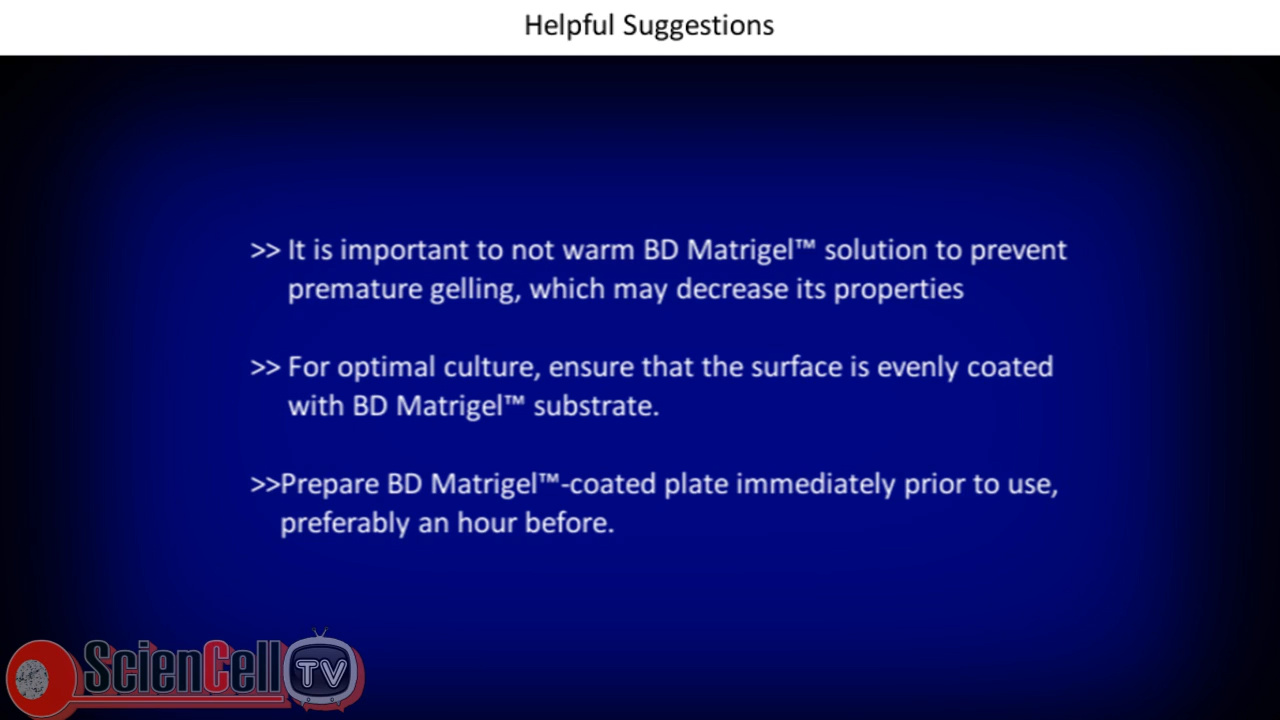 Helpful Suggestions
>> It is important to not warm BD Matrigel™ solution to prevent
premature gelling, which may decrease its properties
>> For optimal culture, ensure that the surface is evenly coated
with BD Matrigel™ substrate.
>>Prepare BD Matrigel™-coated plate immediately prior to use,
preferably an hour before.
ScienCell TV